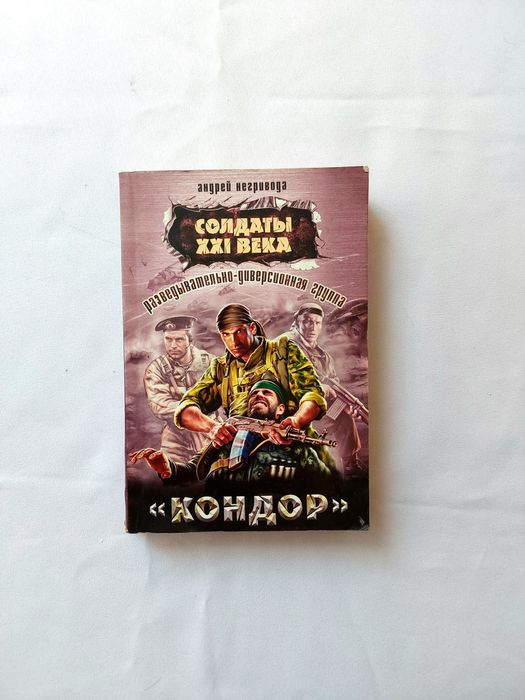 андрей негривода
СОЛДАТЫ
XXI ВЕКА
разведывательно-диверсионная группа
«КОНДОР»